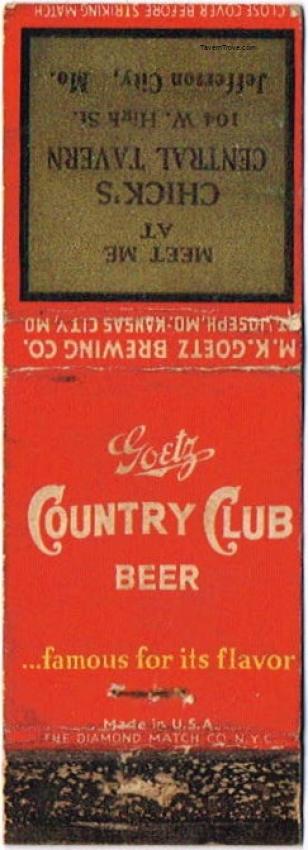 CLOSE COVER BEFORE STRIKING MATCH
TavernTrove.com
MEET ME
AT
CHICK'S
CENTRAL TAVERN
104 W. High St.
Jefferson City, Mo.
M.K.GOETZ BREWING CO.
ST. JOSEPH, MO. KANSAS CITY, MO
Goetz
COUNTRY CLUB
BEER
...famous for its flavor
Made in U.S.A.
THE DIAMOND MATCH CO. N.Y.C.